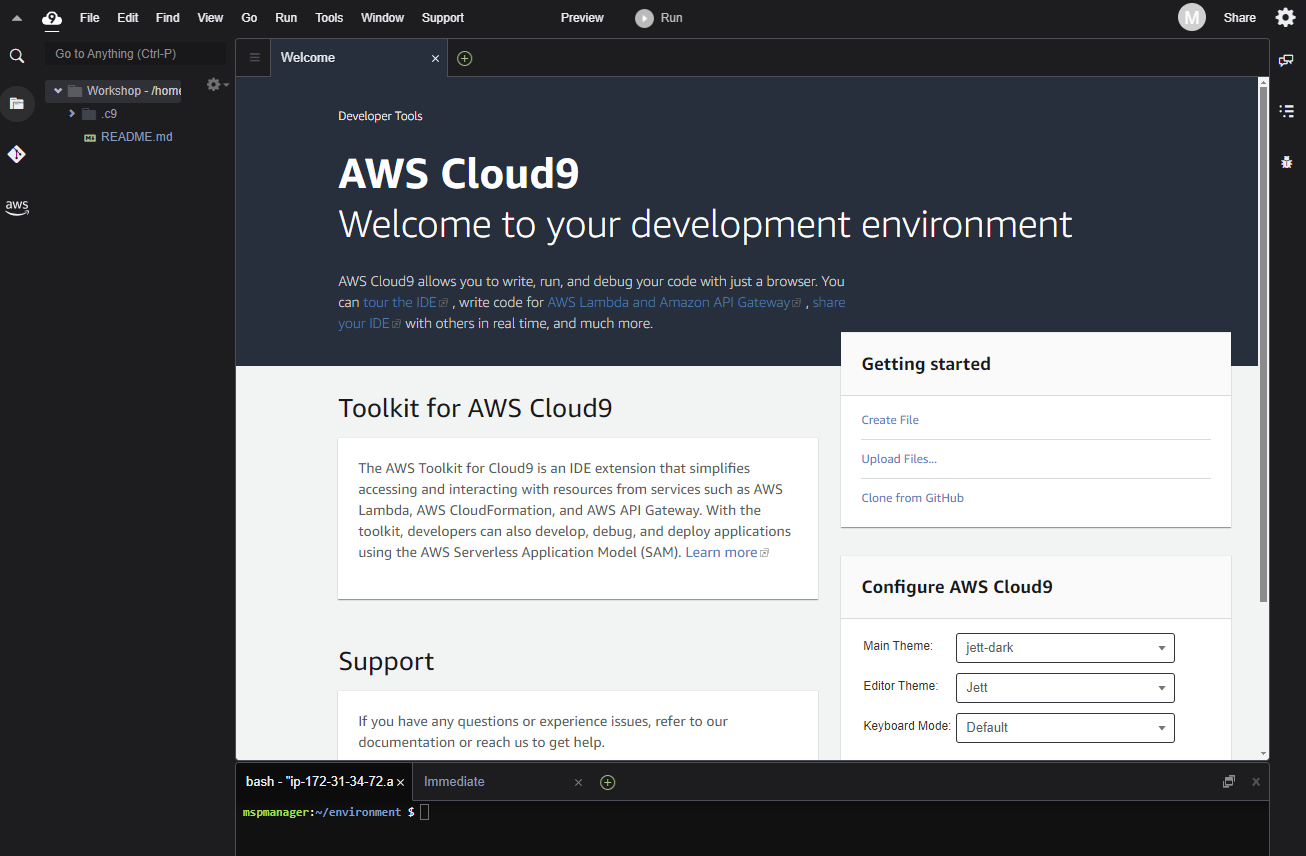 9 File Edit Find View Go Run Tools Window Support Preview Run M Share
Go to Anything (Ctrl-P)
Workshop - /home
.c9
README.md
aws
Welcome
Developer Tools
AWS Cloud9
Welcome to your development environment
AWS Cloud9 allows you to write, run, and debug your code with just a browser. You
can tour the IDE , write code for AWS Lambda and Amazon API Gateway , share
your IDE with others in real time, and much more.
Getting started
Create File
Upload Files...
Clone from GitHub
Toolkit for AWS Cloud9
The AWS Toolkit for Cloud9 is an IDE extension that simplifies
accessing and interacting with resources from services such as AWS
Lambda, AWS CloudFormation, and AWS API Gateway. With the
toolkit, developers can also develop, debug, and deploy applications
using the AWS Serverless Application Model (SAM). Learn more
Configure AWS Cloud9
Main Theme: jett-dark
Editor Theme: Jett
Keyboard Mode: Default
Support
If you have any questions or experience issues, refer to our
documentation or reach us to get help.
bash - "ip-172-31-34-72.a Immediate
mspmanager:~/environment $